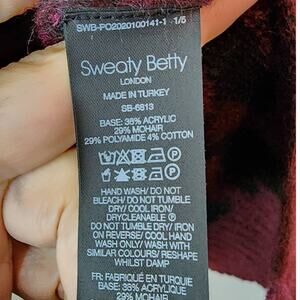 SWB-PO2020100141-1 1/5
Sweaty Betty
LONDON
MADE IN TURKEY
SB-6813
BASE: 38% ACRYLIC
29% MOHAIR
29% POLYAMIDE 4% COTTON
HAND WASH/ DO NOT
BLEACH/ DO NOT TUMBLE
DRY/ COOL IRON/
DRYCLEANABLE Ⓟ
DO NOT TUMBLE DRY/ IRON
ON REVERSE/ COOL HAND
WASH ONLY/ WASH WITH
SIMILAR COLOURS/ RESHAPE
WHILST DAMP
FR: FABRIQUÉ EN TURQUIE
BASE: 38% ACRYLIQUE
29% MOHAIR